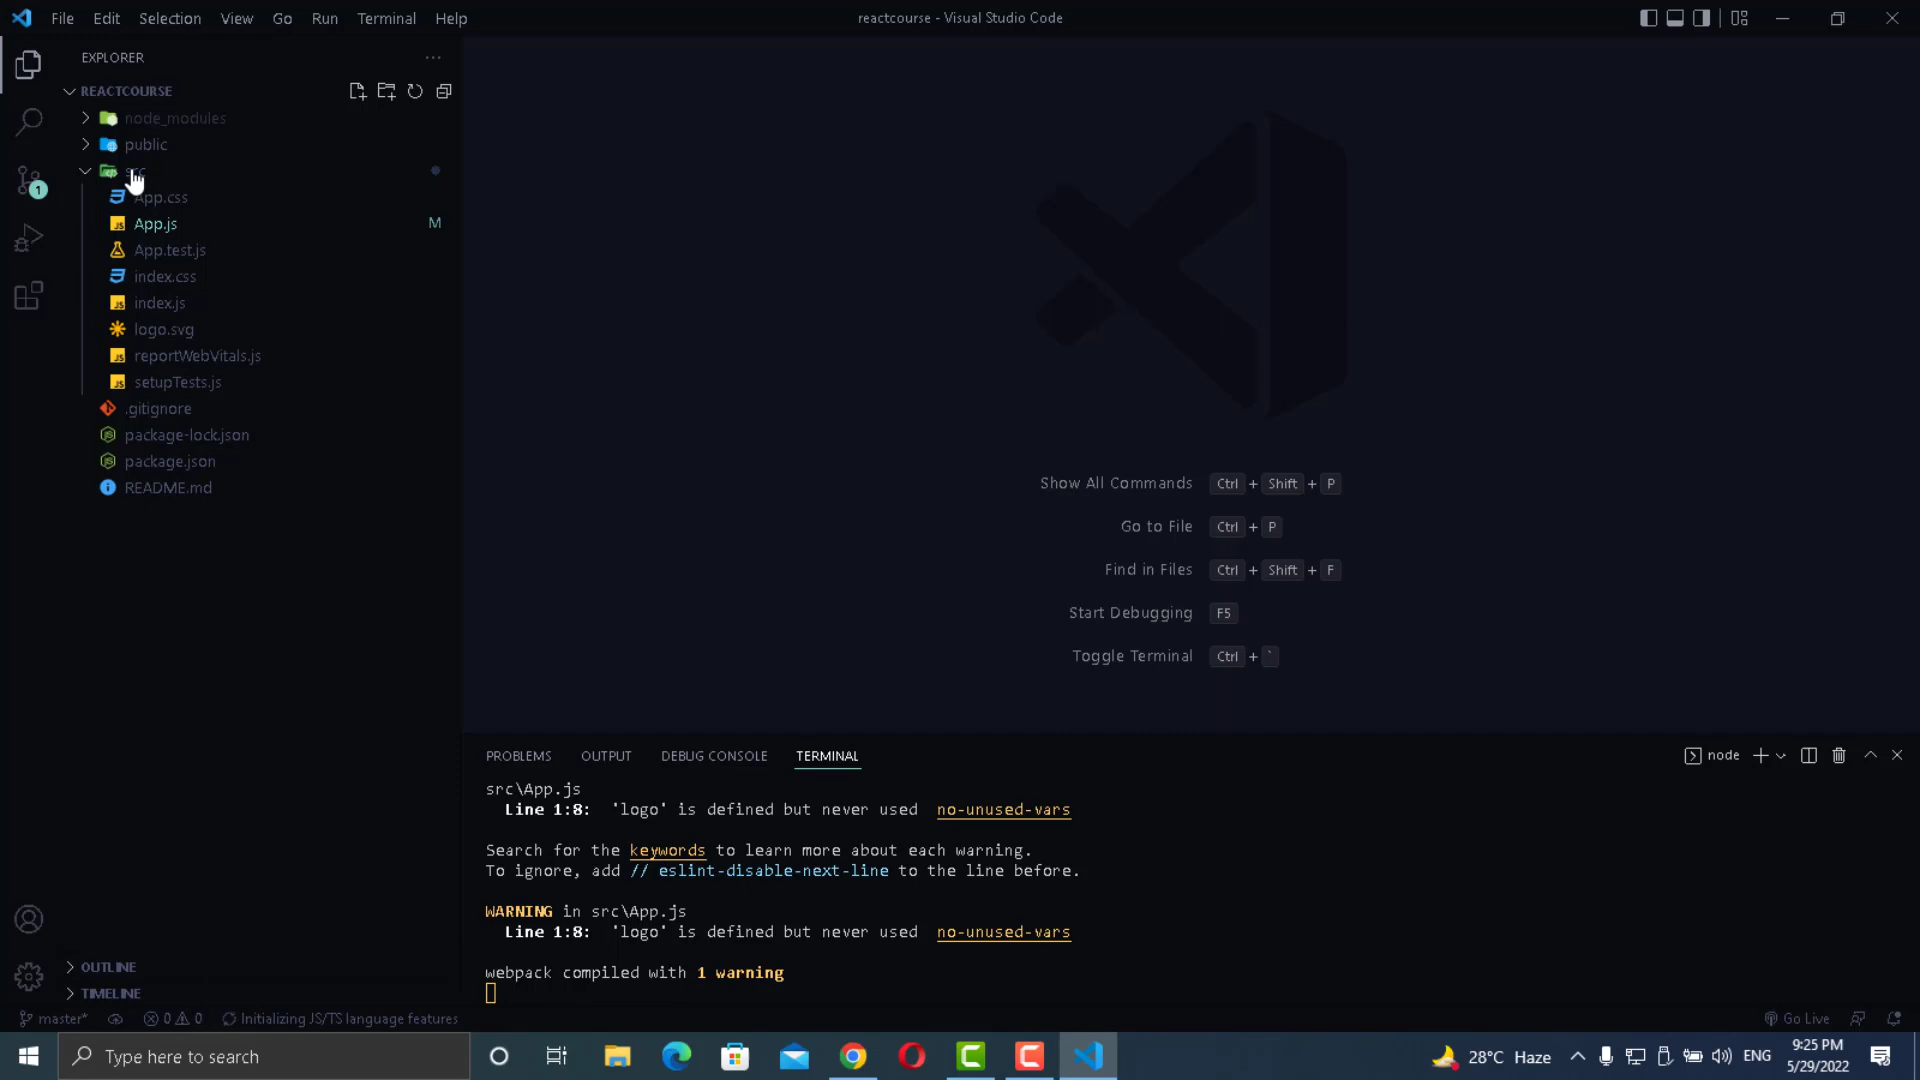 File Edit Selection View Go Run Terminal Help
reactcourse - Visual Studio Code
EXPLORER
REACTCOURSE
node_modules
public
src
App.css
App.js M
App.test.js
index.css
index.js
logo.svg
reportWebVitals.js
setupTests.js
.gitignore
package-lock.json
package.json
README.md
OUTLINE
TIMELINE
1
Show All Commands Ctrl + Shift + P
Go to File Ctrl + P
Find in Files Ctrl + Shift + F
Start Debugging F5
Toggle Terminal Ctrl + `
PROBLEMS OUTPUT DEBUG CONSOLE TERMINAL
node
src\App.js
Line 1:8: 'logo' is defined but never used no-unused-vars
Search for the keywords to learn more about each warning.
To ignore, add // eslint-disable-next-line to the line before.
WARNING in src\App.js
Line 1:8: 'logo' is defined but never used no-unused-vars
webpack compiled with 1 warning
master* 0 0 Initializing JS/TS language features
Go Live
Type here to search
28°C Haze
ENG
9:25 PM
5/29/2022